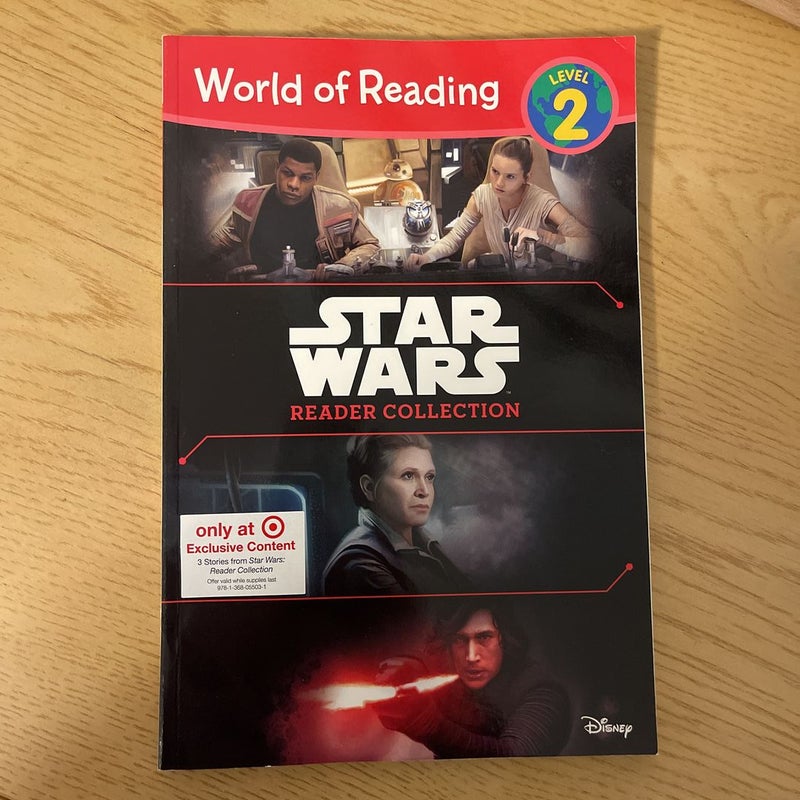 World of Reading
LEVEL
2
STAR
WARS
TM
READER COLLECTION
only at
Exclusive Content
3 Stories from Star Wars:
Reader Collection
Offer valid while supplies last
978-1-368-05503-1
Disney